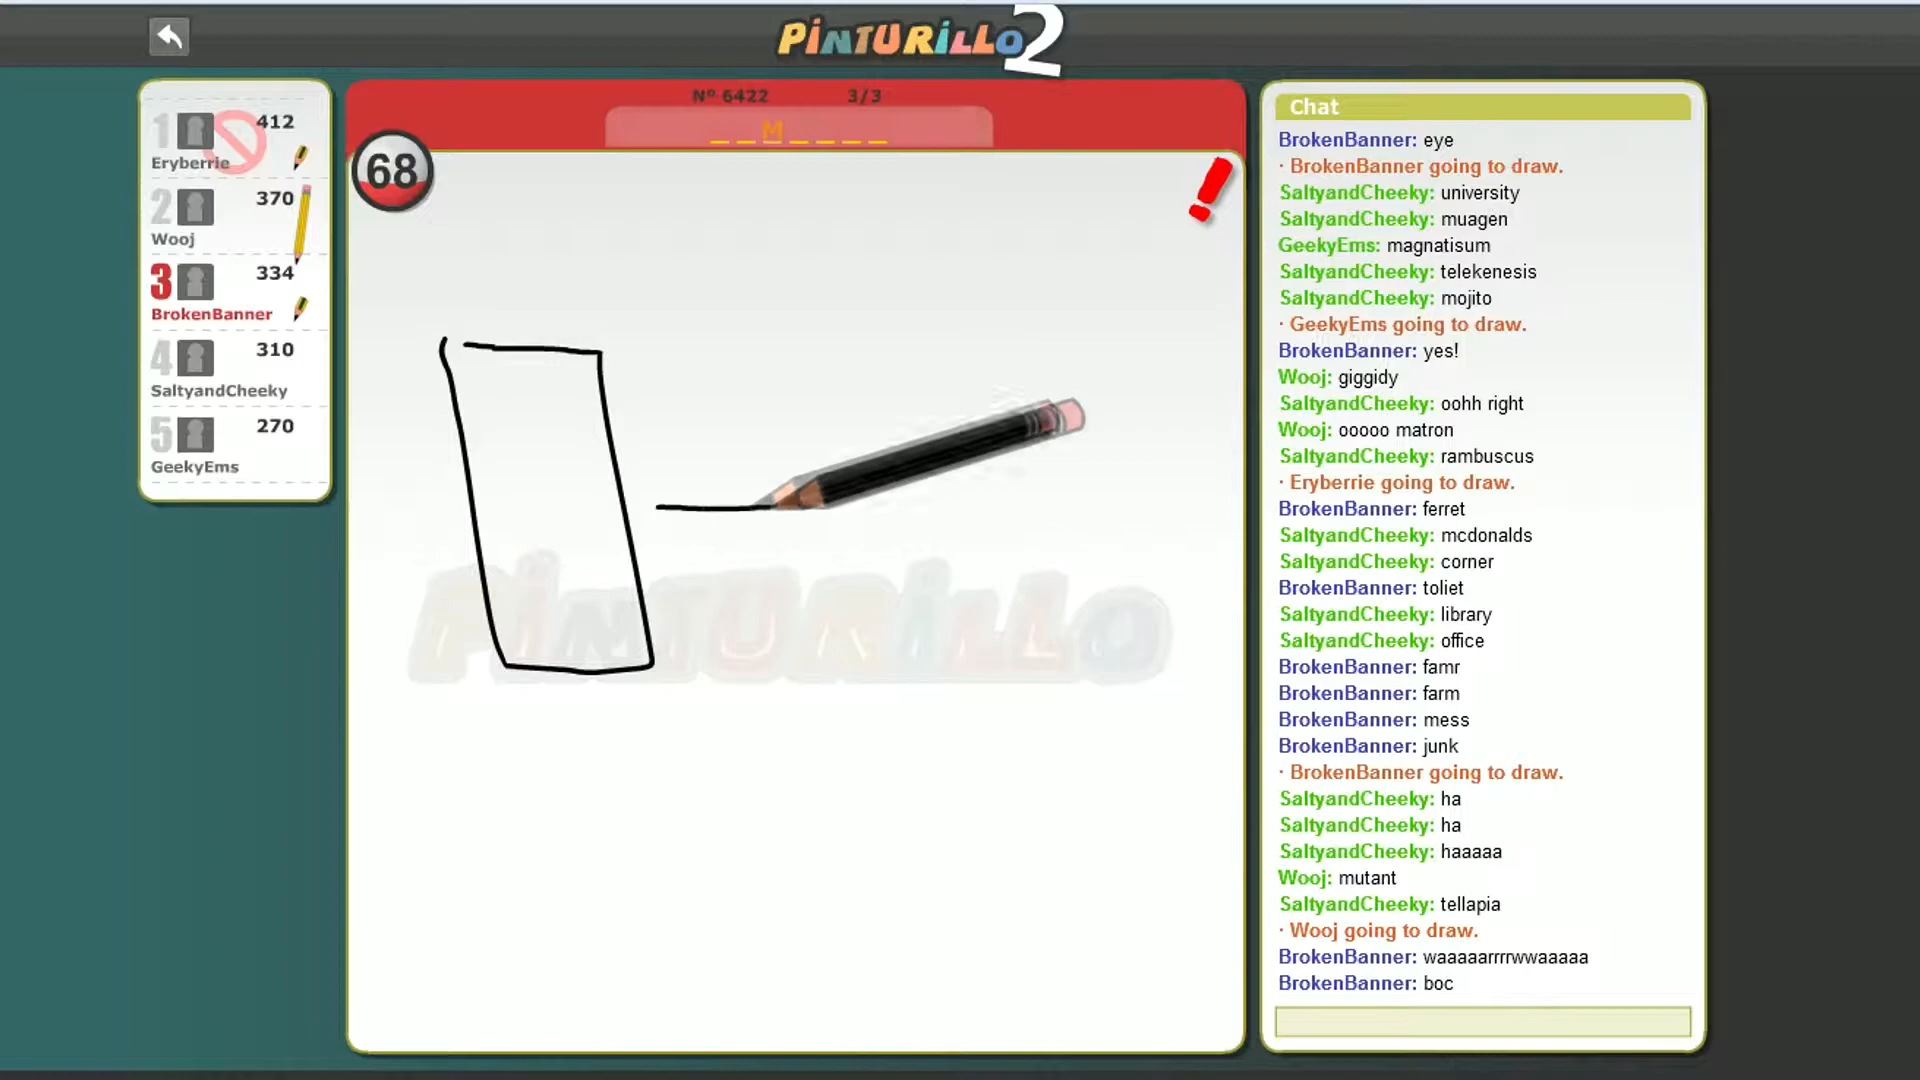 PiNTURiLLO 2
Nº 6422 3/3
_ _ M _ _ _ _
68
1 412
Eryberrie
2 370
Wooj
3 334
BrokenBanner
4 310
SaltyandCheeky
5 270
GeekyEms
PiNTURiLLO
Chat
BrokenBanner: eye
· BrokenBanner going to draw.
SaltyandCheeky: university
SaltyandCheeky: muagen
GeekyEms: magnatisum
SaltyandCheeky: telekenesis
SaltyandCheeky: mojito
· GeekyEms going to draw.
BrokenBanner: yes!
Wooj: giggidy
SaltyandCheeky: oohh right
Wooj: ooooo matron
SaltyandCheeky: rambuscus
· Eryberrie going to draw.
BrokenBanner: ferret
SaltyandCheeky: mcdonalds
SaltyandCheeky: corner
BrokenBanner: toliet
SaltyandCheeky: library
SaltyandCheeky: office
BrokenBanner: famr
BrokenBanner: farm
BrokenBanner: mess
BrokenBanner: junk
· BrokenBanner going to draw.
SaltyandCheeky: ha
SaltyandCheeky: ha
SaltyandCheeky: haaaaa
Wooj: mutant
SaltyandCheeky: tellapia
· Wooj going to draw.
BrokenBanner: waaaaarrrrwwaaaaa
BrokenBanner: boc